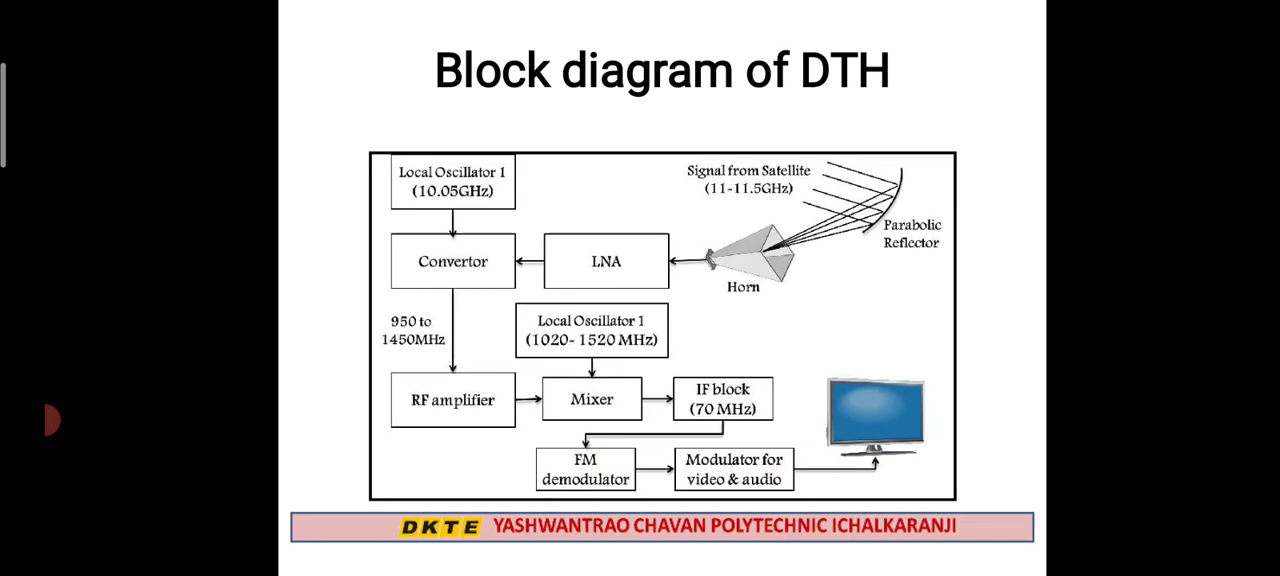 Block diagram of DTH
Local Oscillator 1
(10.05GHz)
Signal from Satellite
(11-11.5GHz)
Parabolic
Reflector
Convertor
LNA
Horn
950 to
1450MHz
Local Oscillator 1
(1020- 1520 MHz)
RF amplifier
Mixer
IF block
(70 MHz)
FM
demodulator
Modulator for
video & audio
DKTE YASHWANTRAO CHAVAN POLYTECHNIC ICHALKARANJI